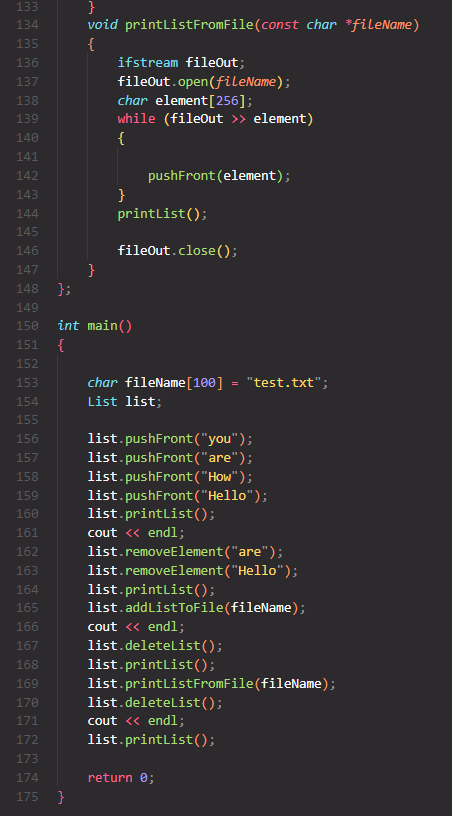 133 }
134 void printListFromFile(const char *fileName)
135 {
136 ifstream fileOut;
137 fileOut.open(fileName);
138 char element[256];
139 while (fileOut >> element)
140 {
141
142 pushFront(element);
143 }
144 printList();
145
146 fileOut.close();
147 }
148 };
149
150 int main()
151 {
152
153 char fileName[100] = "test.txt";
154 List list;
155
156 list.pushFront("you");
157 list.pushFront("are");
158 list.pushFront("How");
159 list.pushFront("Hello");
160 list.printList();
161 cout << endl;
162 list.removeElement("are");
163 list.removeElement("Hello");
164 list.printList();
165 list.addListToFile(fileName);
166 cout << endl;
167 list.deleteList();
168 list.printList();
169 list.printListFromFile(fileName);
170 list.deleteList();
171 cout << endl;
172 list.printList();
173
174 return 0;
175 }